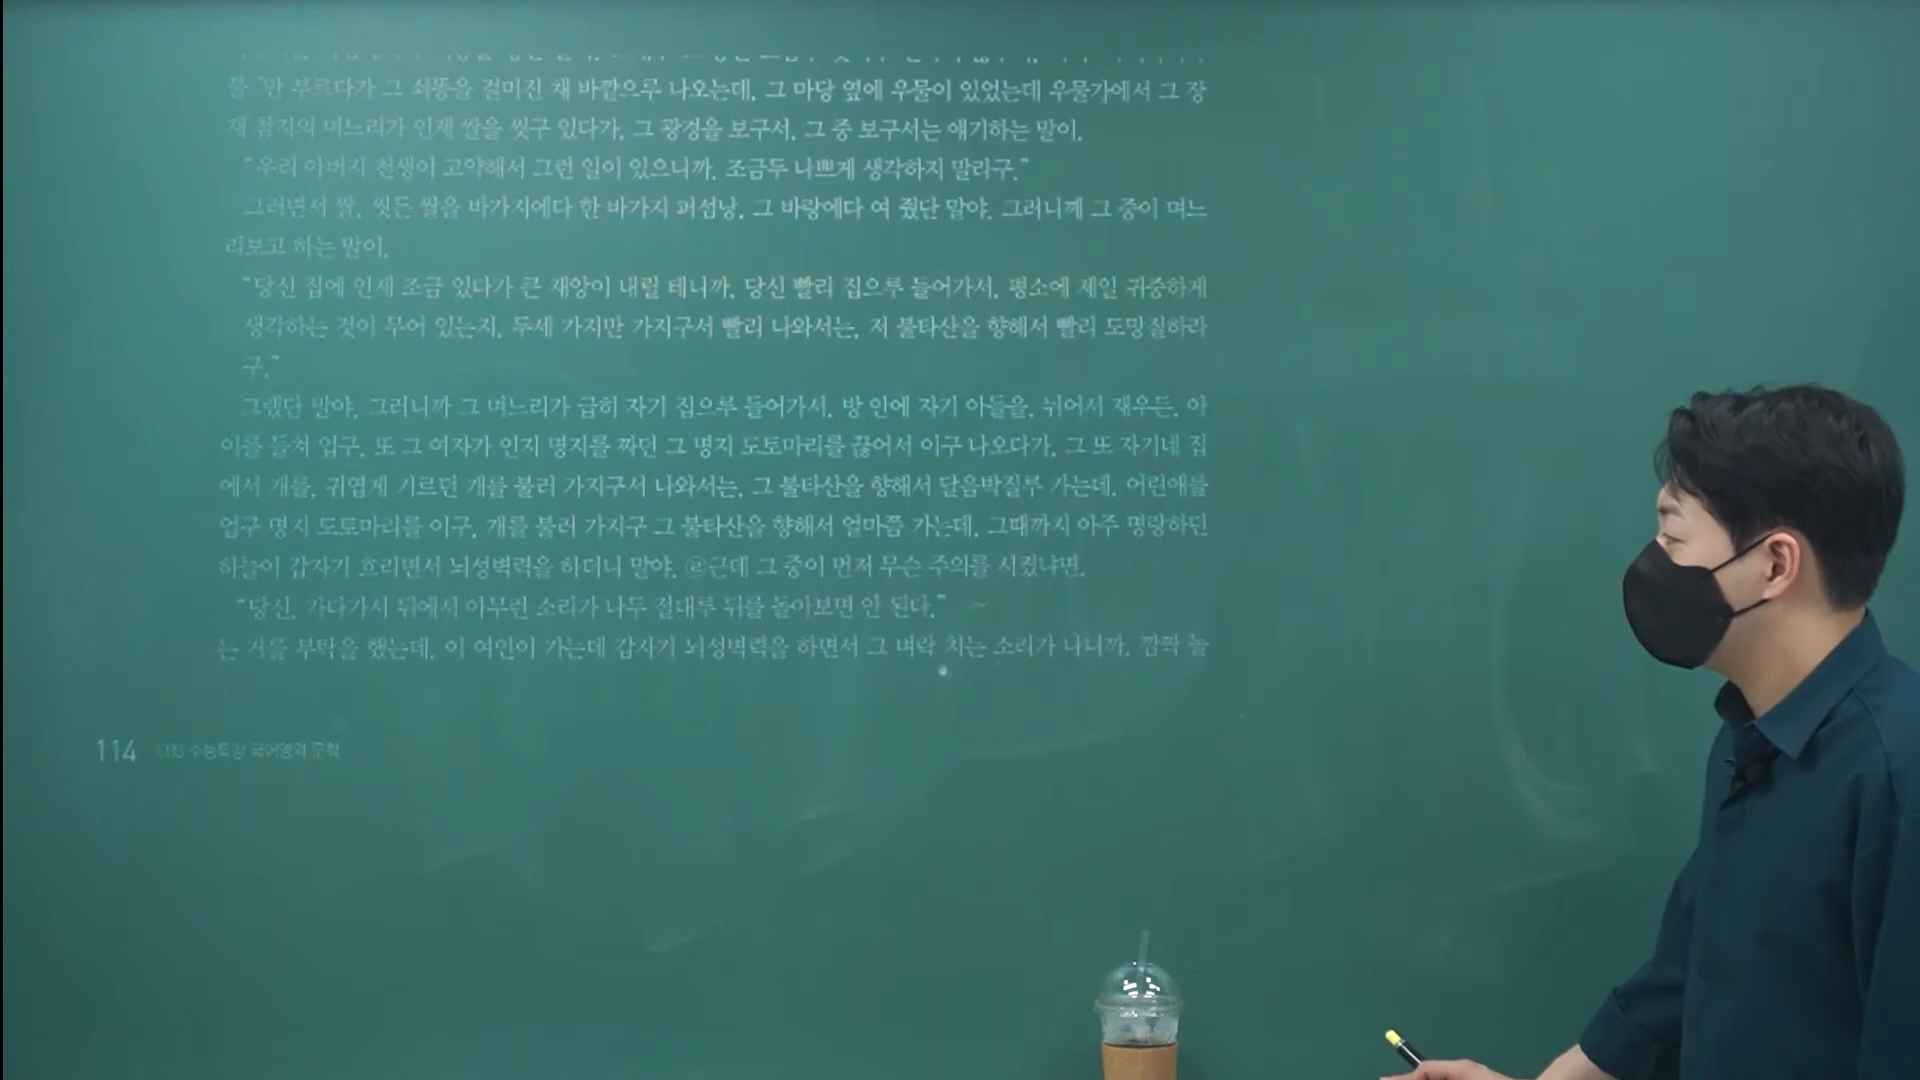 불"만 부르다가 그 쇠똥을 걸머진 채 바깥으루 나오는데, 그 마당 옆에 우물이 있었는데 우물가에서 그 장
재 첨지의 며느리가 인제 쌀을 씻구 있다가, 그 광경을 보구서, 그 중 보구서는 얘기하는 말이,
"우리 아버지 천생이 고약해서 그런 일이 있으니까, 조금두 나쁘게 생각하지 말라구."
그러면서 쌀, 씻든 쌀을 바가지에다 한 바가지 퍼섬낭, 그 바랑에다 여 줬단 말야. 그러니께 그 중이 며느
리보고 하는 말이,
"당신 집에 인제 조금 있다가 큰 재앙이 내릴 테니까, 당신 빨리 집으루 들어가서, 평소에 제일 귀중하게
생각하는 것이 무어 있는지, 두세 가지만 가지구서 빨리 나와서는, 저 불타산을 향해서 빨리 도망질하라
구."
그랬단 말야. 그러니까 그 며느리가 급히 자기 집으루 들어가서, 방 안에 자기 아들을, 뉘어서 재우든, 아
이를 들쳐 업구, 또 그 여자가 인지 명지를 짜던 그 명지 도토마리를 끊어서 이구 나오다가, 그 또 자기네 집
에서 개를, 귀엽게 기르던 개를 불러 가지구서 나와서는, 그 불타산을 향해서 달음박질루 가는데, 어린애를
업구 명지 도토마리를 이구, 개를 불러 가지구 그 불타산을 향해서 얼마쯤 가는데, 그때까지 아주 명랑하던
하늘이 갑자기 흐리면서 뇌성벽력을 하더니 말야. ⓔ근데 그 중이 먼저 무슨 주의를 시켰냐면,
"당신, 가다가서 뒤에서 아무런 소리가 나두 절대루 뒤를 돌아보면 안 된다."
는 거를 부탁을 했는데, 이 여인이 가는데 갑자기 뇌성벽력을 하면서 그 벼락 치는 소리가 나니까, 깜짝 놀
114 EBS 수능특강 국어영역 문학